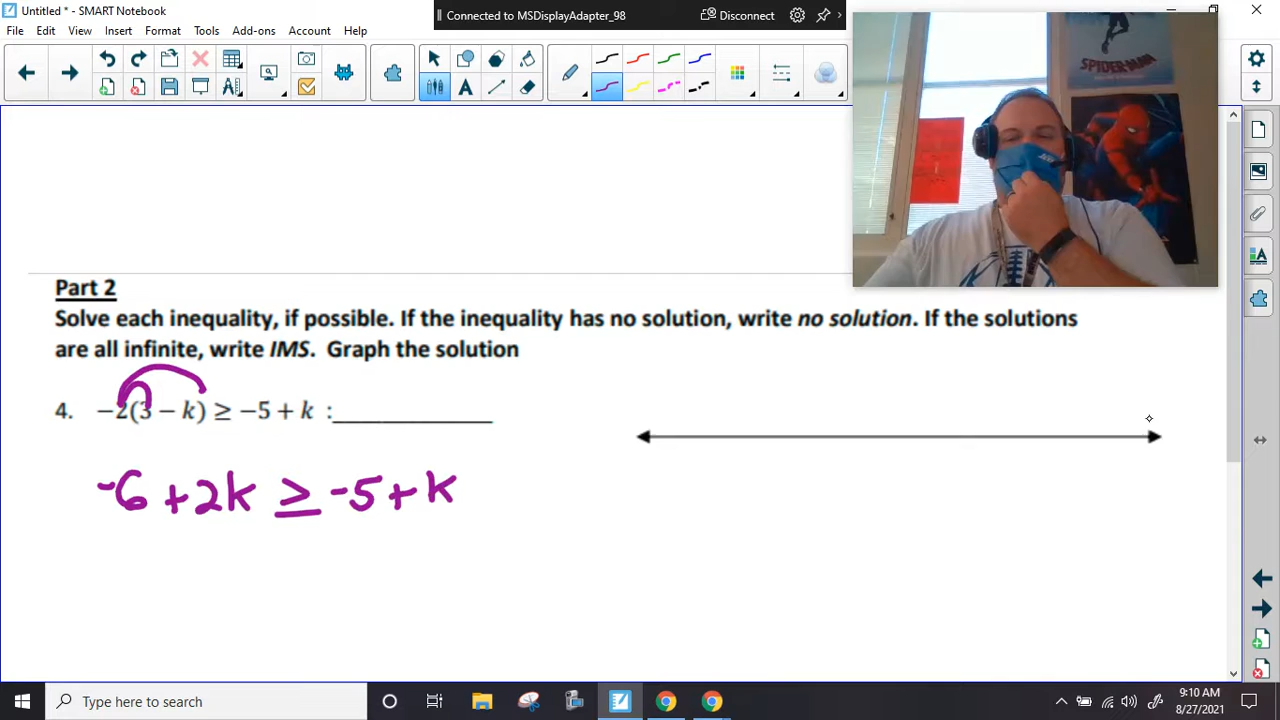 Untitled * - SMART Notebook
Connected to MSDisplayAdapter_98
Disconnect
File Edit View Insert Format Tools Add-ons Account Help
SPIDER-MAN
Part 2
Solve each inequality, if possible. If the inequality has no solution, write no solution. If the solutions
are all infinite, write IMS. Graph the solution
4. −2(3 − k) ≥ −5 + k :____________
-6 +2k ≥ -5+k
Type here to search
9:10 AM
8/27/2021